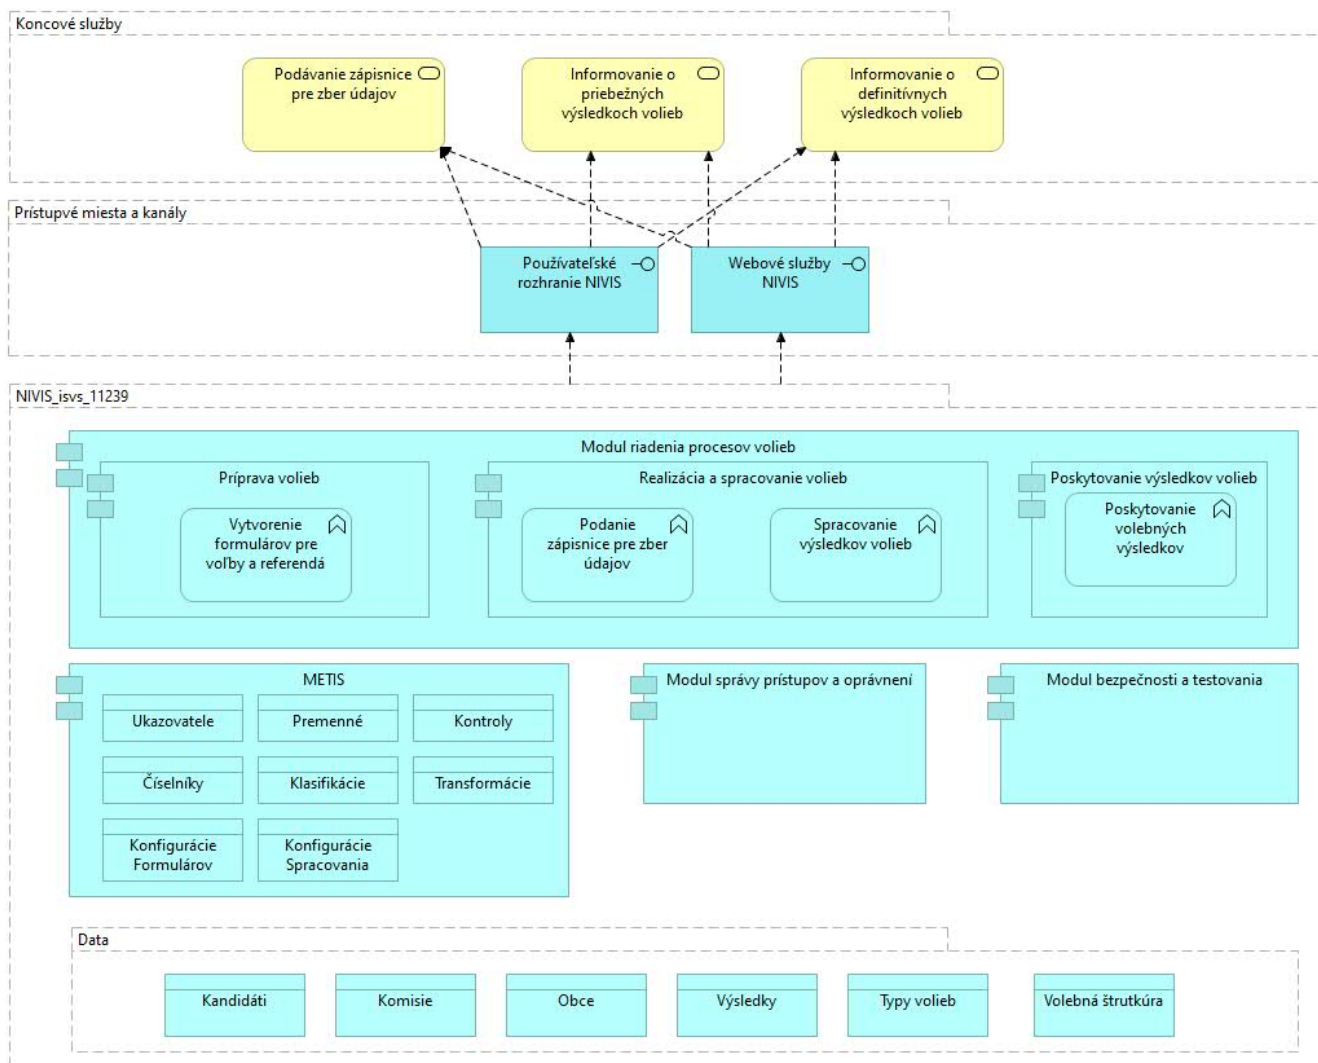 Koncové služby
Podávanie zápisnice
pre zber údajov
Informovanie o
priebežných
výsledkoch volieb
Informovanie o
definitívnych
výsledkoch volieb
Prístupvé miesta a kanály
Používateľské
rozhranie NIVIS
Webové služby
NIVIS
NIVIS_isvs_11239
Modul riadenia procesov volieb
Príprava volieb
Vytvorenie
formulárov pre
voľby a referendá
Realizácia a spracovanie volieb
Podanie
zápisnice pre zber
údajov
Spracovanie
výsledkov volieb
Poskytovanie výsledkov volieb
Poskytovanie
volebných
výsledkov
METIS
Ukazovatele
Premenné
Kontroly
Číselníky
Klasifikácie
Transformácie
Konfigurácie
Formulárov
Konfigurácie
Spracovania
Modul správy prístupov a oprávnení
Modul bezpečnosti a testovania
Data
Kandidáti
Komisie
Obce
Výsledky
Typy volieb
Volebná štrutkúra